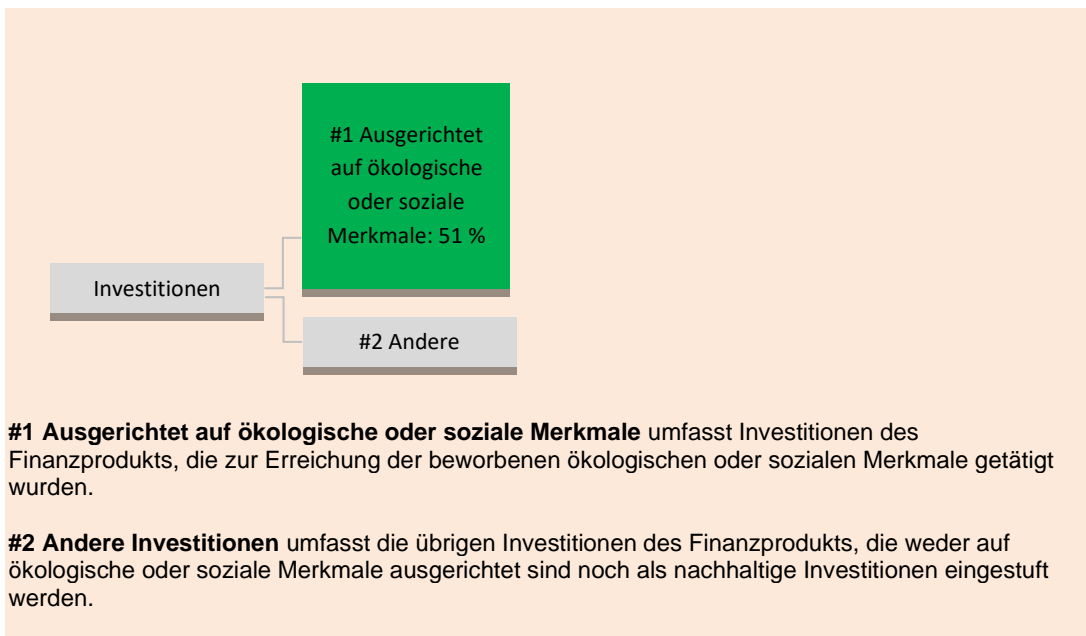 #1 Ausgerichtet
auf ökologische
oder soziale
Merkmale: 51 %
Investitionen
#2 Andere
#1 Ausgerichtet auf ökologische oder soziale Merkmale umfasst Investitionen des
Finanzprodukts, die zur Erreichung der beworbenen ökologischen oder sozialen Merkmale getätigt
wurden.
#2 Andere Investitionen umfasst die übrigen Investitionen des Finanzprodukts, die weder auf
ökologische oder soziale Merkmale ausgerichtet sind noch als nachhaltige Investitionen eingestuft
werden.